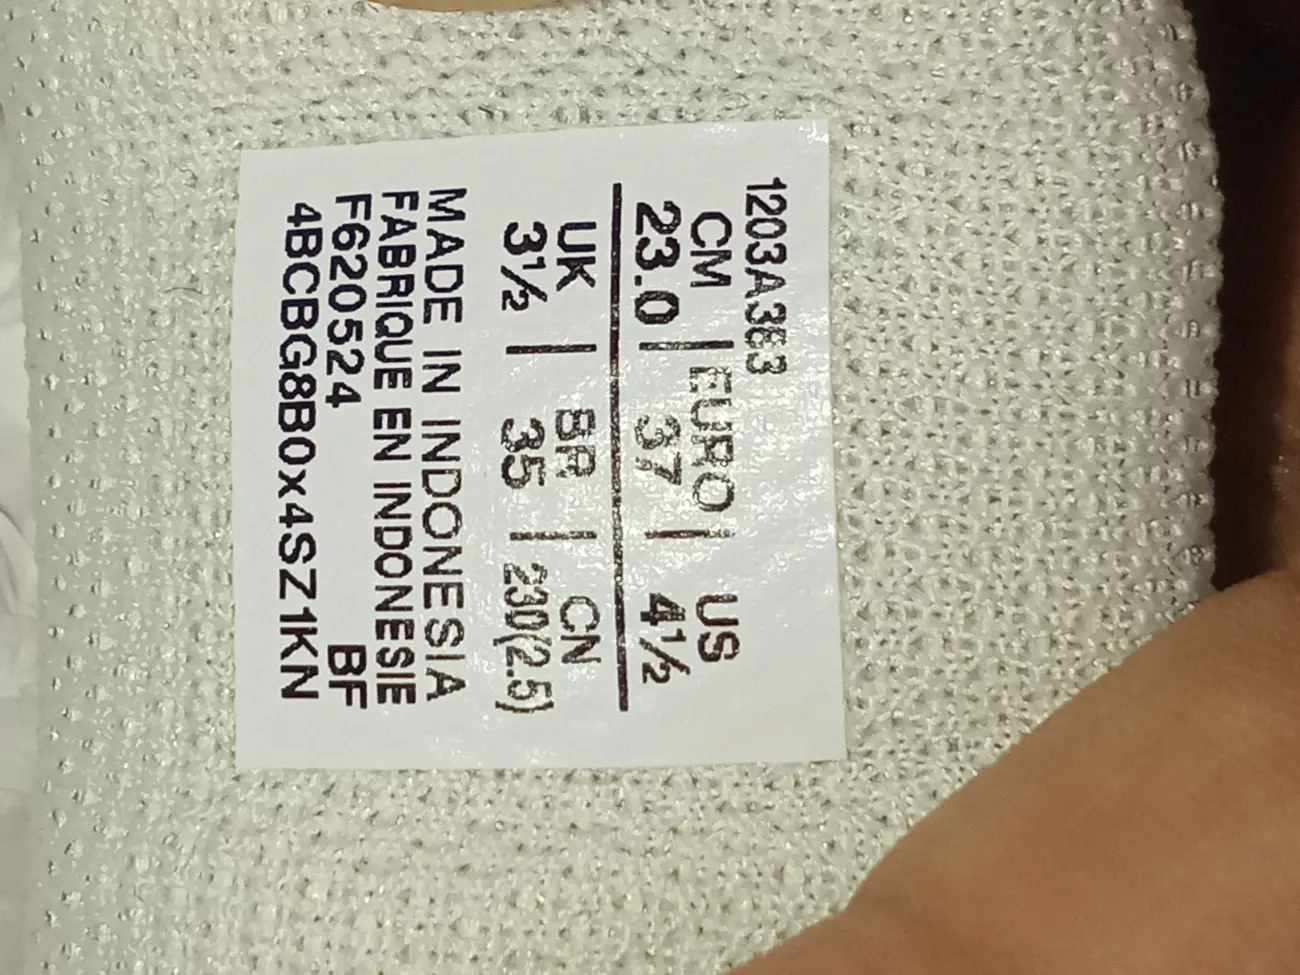 1203A383
CM | EURO | US
23.0 | 37 | 4½
UK | BR | CN
3½ | 35 | 230(2.5)
MADE IN INDONESIA
FABRIQUE EN INDONESIE
F620524 BF
4BCBG8B0x4SZ1KN